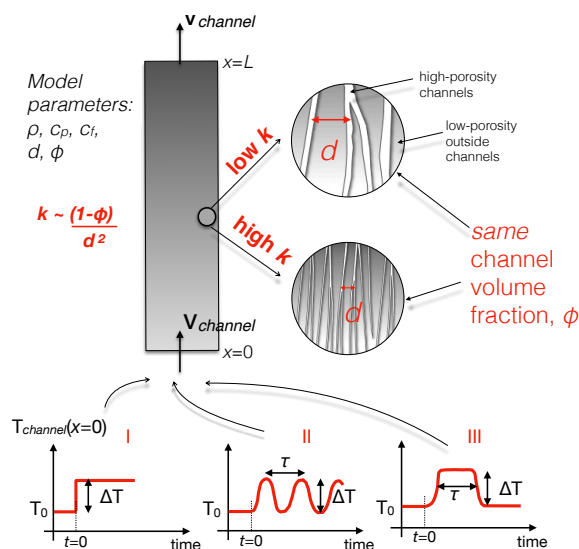 v channel
x=L
Model
parameters:
ρ, cp, cf,
d, ϕ
k ~ (1-ϕ)
d²
low k
high k
high-porosity
channels
d
low-porosity
outside
channels
d
same
channel
volume
fraction, ϕ
v channel
x=0
Tchannel(x=0)
I
II
III
T0
ΔT
t=0
time
T0
τ
ΔT
t=0
time
T0
τ
ΔT
t=0
time